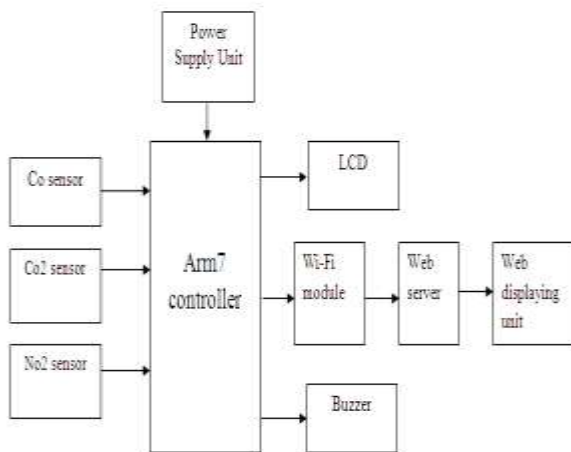 Power
Supply Unit
Co sensor
Co2 sensor
No2 sensor
Arm7
controller
LCD
Wi-Fi
module
Web
server
Web
displaying
unit
Buzzer